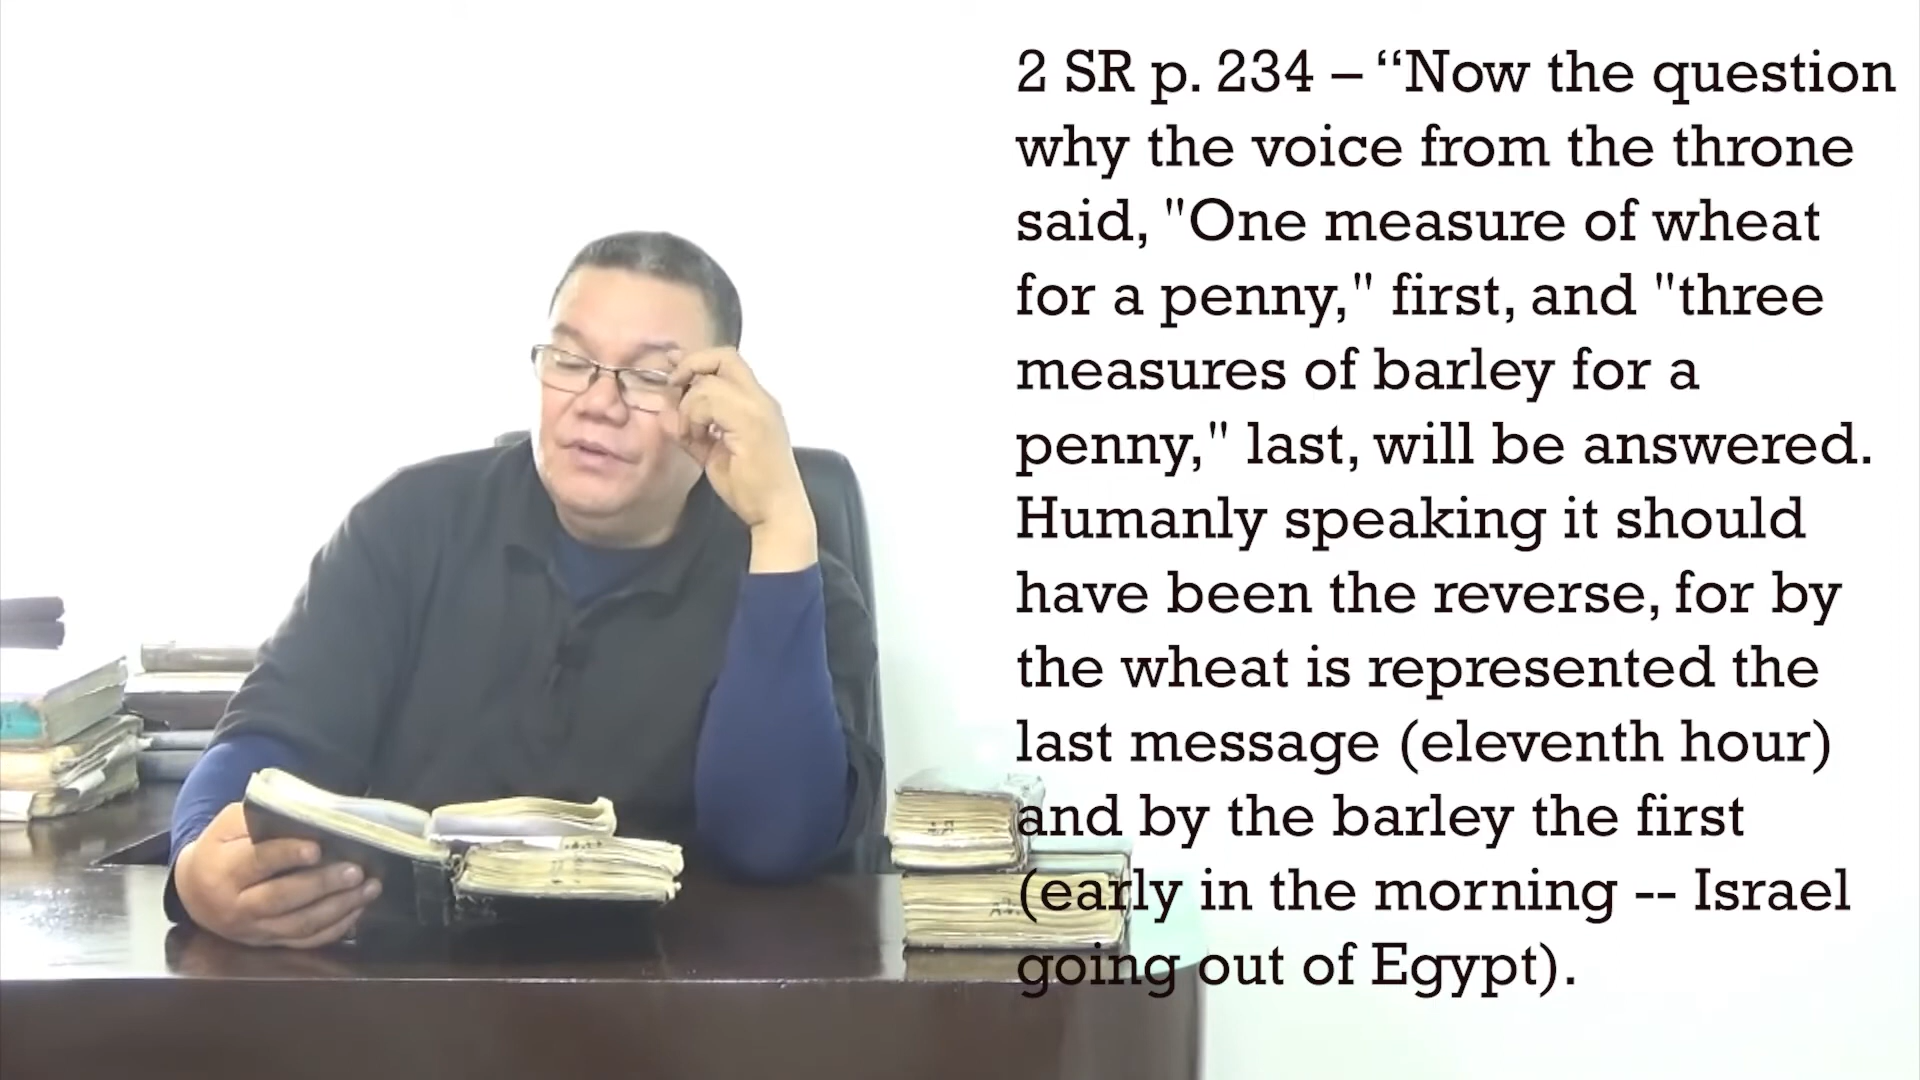 2 SR p. 234 – “Now the question
why the voice from the throne
said, "One measure of wheat
for a penny," first, and "three
measures of barley for a
penny," last, will be answered.
Humanly speaking it should
have been the reverse, for by
the wheat is represented the
last message (eleventh hour)
and by the barley the first
(early in the morning -- Israel
going out of Egypt).